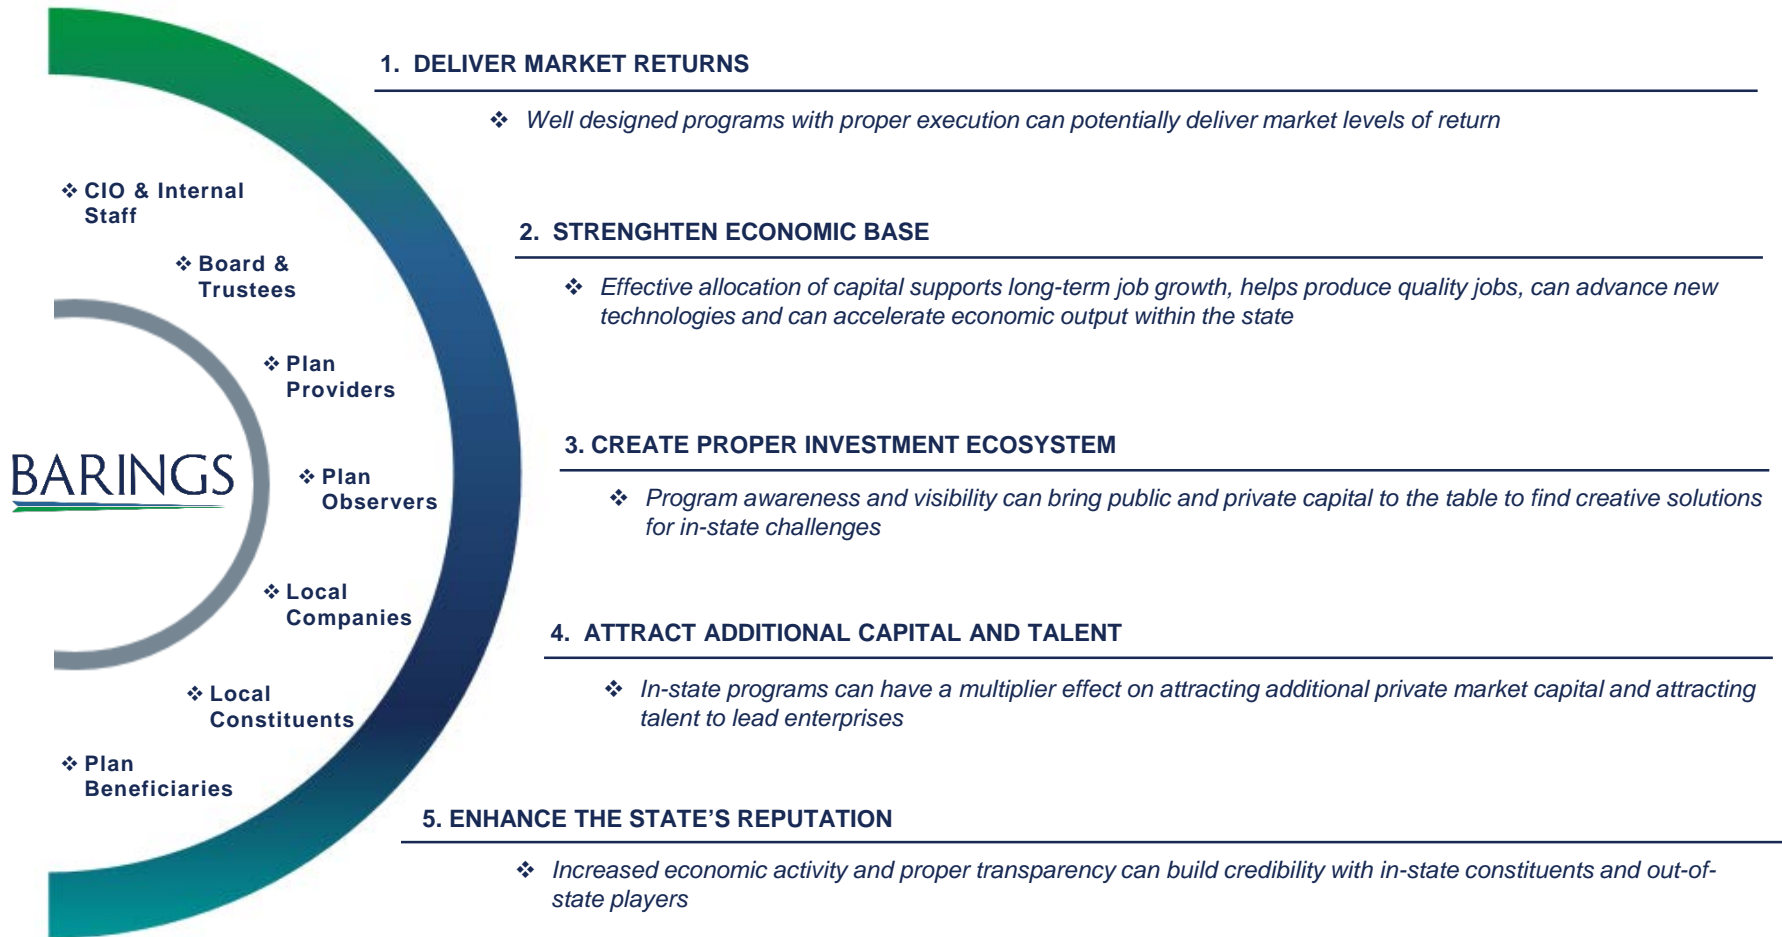 1. DELIVER MARKET RETURNS
❖ Well designed programs with proper execution can potentially deliver market levels of return
❖ CIO & Internal
Staff
❖ Board &
Trustees
❖ Plan
Providers
BARINGS
❖ Plan
Observers
❖ Local
Companies
❖ Local
Constituents
❖ Plan
Beneficiaries
2. STRENGHTEN ECONOMIC BASE
❖ Effective allocation of capital supports long-term job growth, helps produce quality jobs, can advance new
technologies and can accelerate economic output within the state
3. CREATE PROPER INVESTMENT ECOSYSTEM
❖ Program awareness and visibility can bring public and private capital to the table to find creative solutions
for in-state challenges
4. ATTRACT ADDITIONAL CAPITAL AND TALENT
❖ In-state programs can have a multiplier effect on attracting additional private market capital and attracting
talent to lead enterprises
5. ENHANCE THE STATE’S REPUTATION
❖ Increased economic activity and proper transparency can build credibility with in-state constituents and out-of-
state players